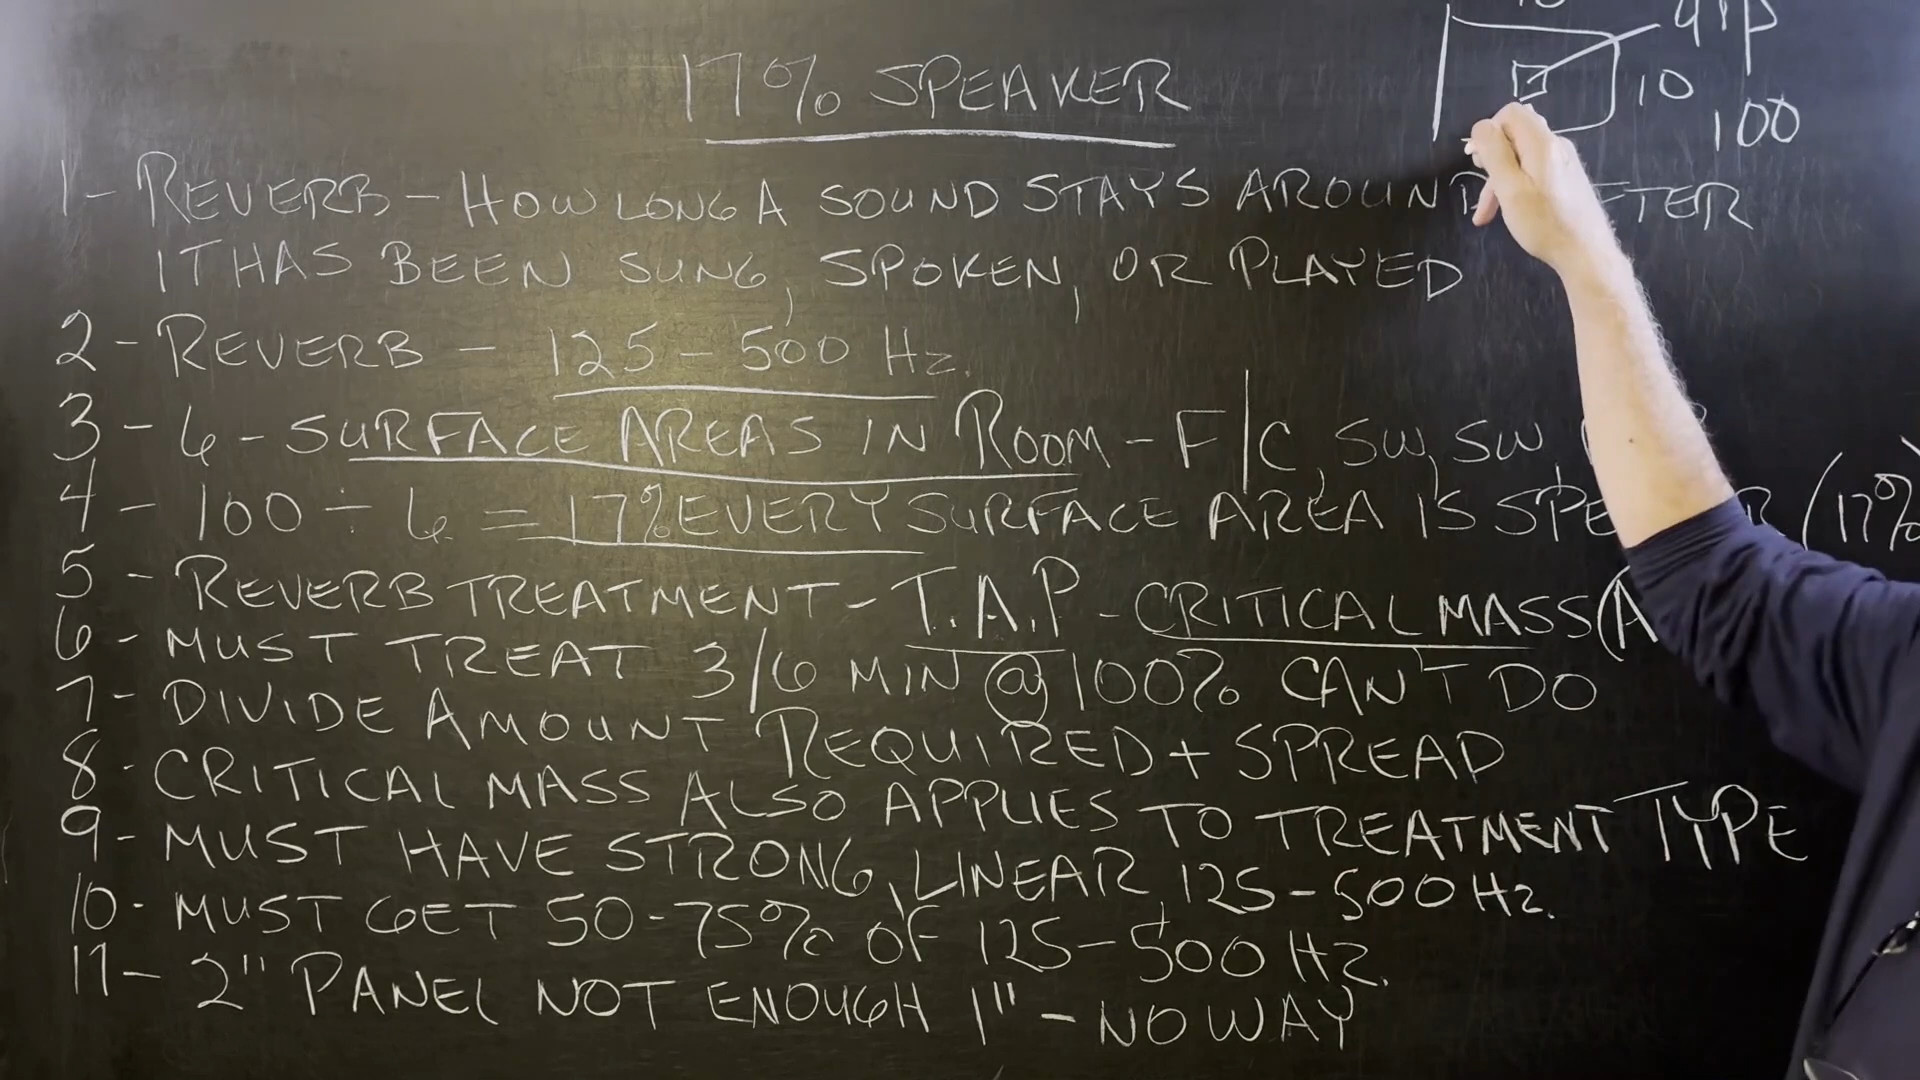 17% SPEAKER
10
100
1- REVERB - HOW LONG A SOUND STAYS AROUND
IT HAS BEEN SUNG, SPOKEN, OR PLAYED
2 - REVERB - 125 - 500 Hz.
3 - 6 - SURFACE AREAS IN ROOM - F/C, SW, SW,
4 - 100 ÷ 6 = 17% EVERY SURFACE AREA IS (17%)
5 - REVERB TREATMENT - T.A.P - CRITICAL MASS (A
6 - MUST TREAT 3/6 MIN @ 100% CAN'T DO
7 - DIVIDE AMOUNT REQUIRED + SPREAD
8 - CRITICAL MASS ALSO APPLIES TO TREATMENT TYPE
9 - MUST HAVE STRONG, LINEAR, 125 - 500 Hz.
10 - MUST GET 50-75% OF 125 - 500 Hz.
11 - 2" PANEL NOT ENOUGH 1" - NO WAY